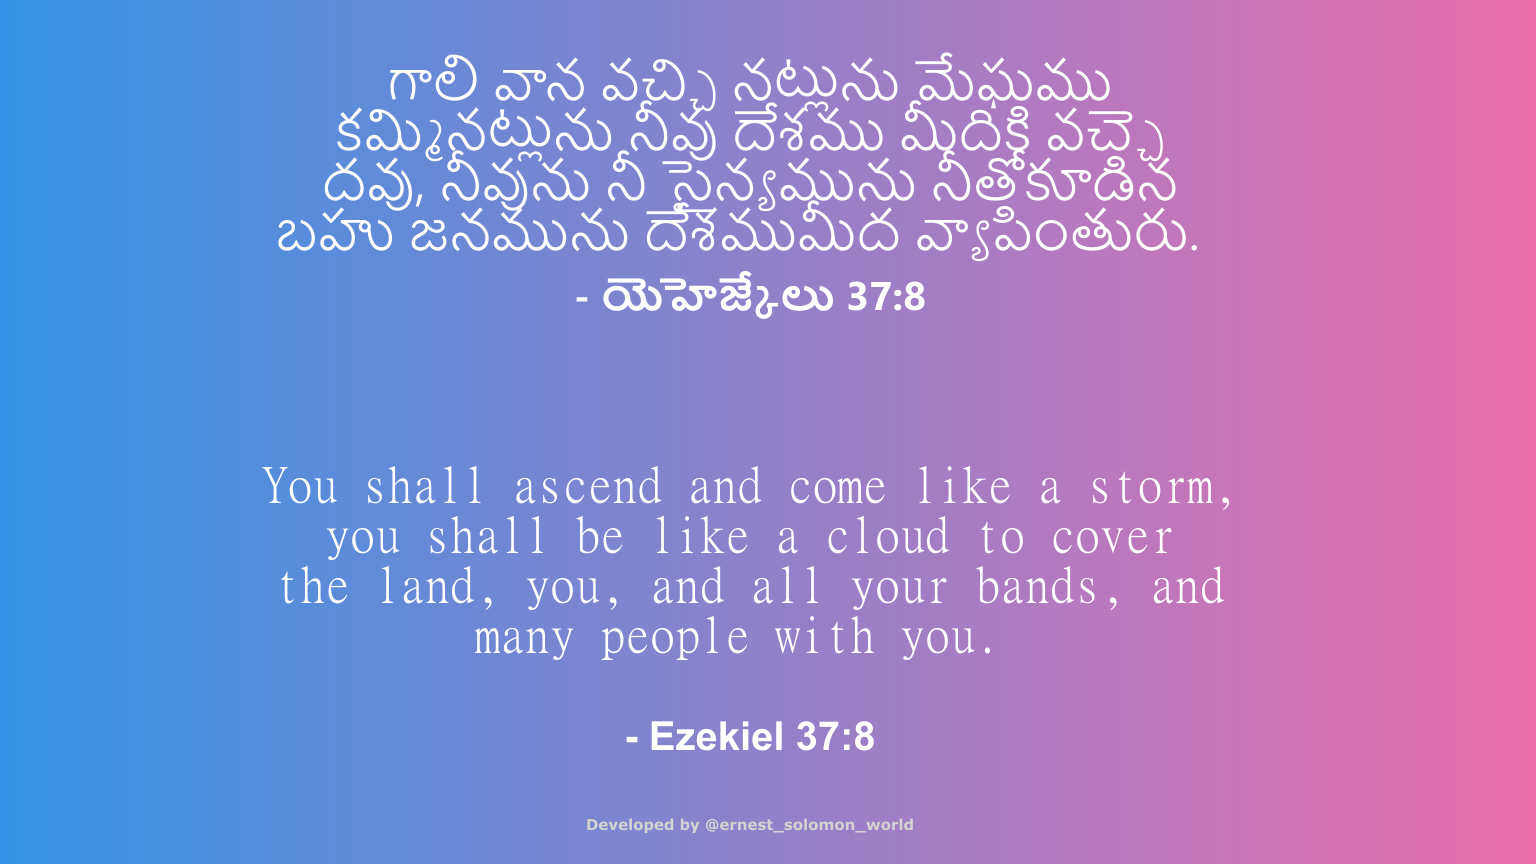 గాలి వాన వచ్చి నట్లును మేఘము
కమ్మినట్లును నీవు దేశము మీదికి వచ్చె
దవు, నీవును నీ సైన్యమును నీతోకూడిన
బహు జనమును దేశముమీద వ్యాపింతురు.
- యెహెజ్కేలు 37:8
You shall ascend and come like a storm,
you shall be like a cloud to cover
the land, you, and all your bands, and
many people with you.
- Ezekiel 37:8
Developed by @ernest_solomon_world